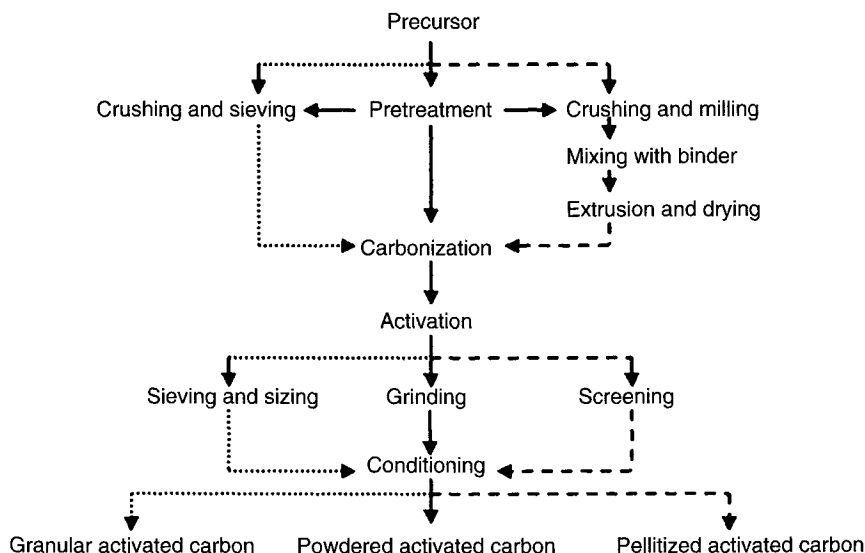 Precursor
Crushing and sieving
Pretreatment
Crushing and milling
Mixing with binder
Extrusion and drying
Carbonization
Activation
Sieving and sizing
Grinding
Screening
Conditioning
Granular activated carbon
Powdered activated carbon
Pellitized activated carbon